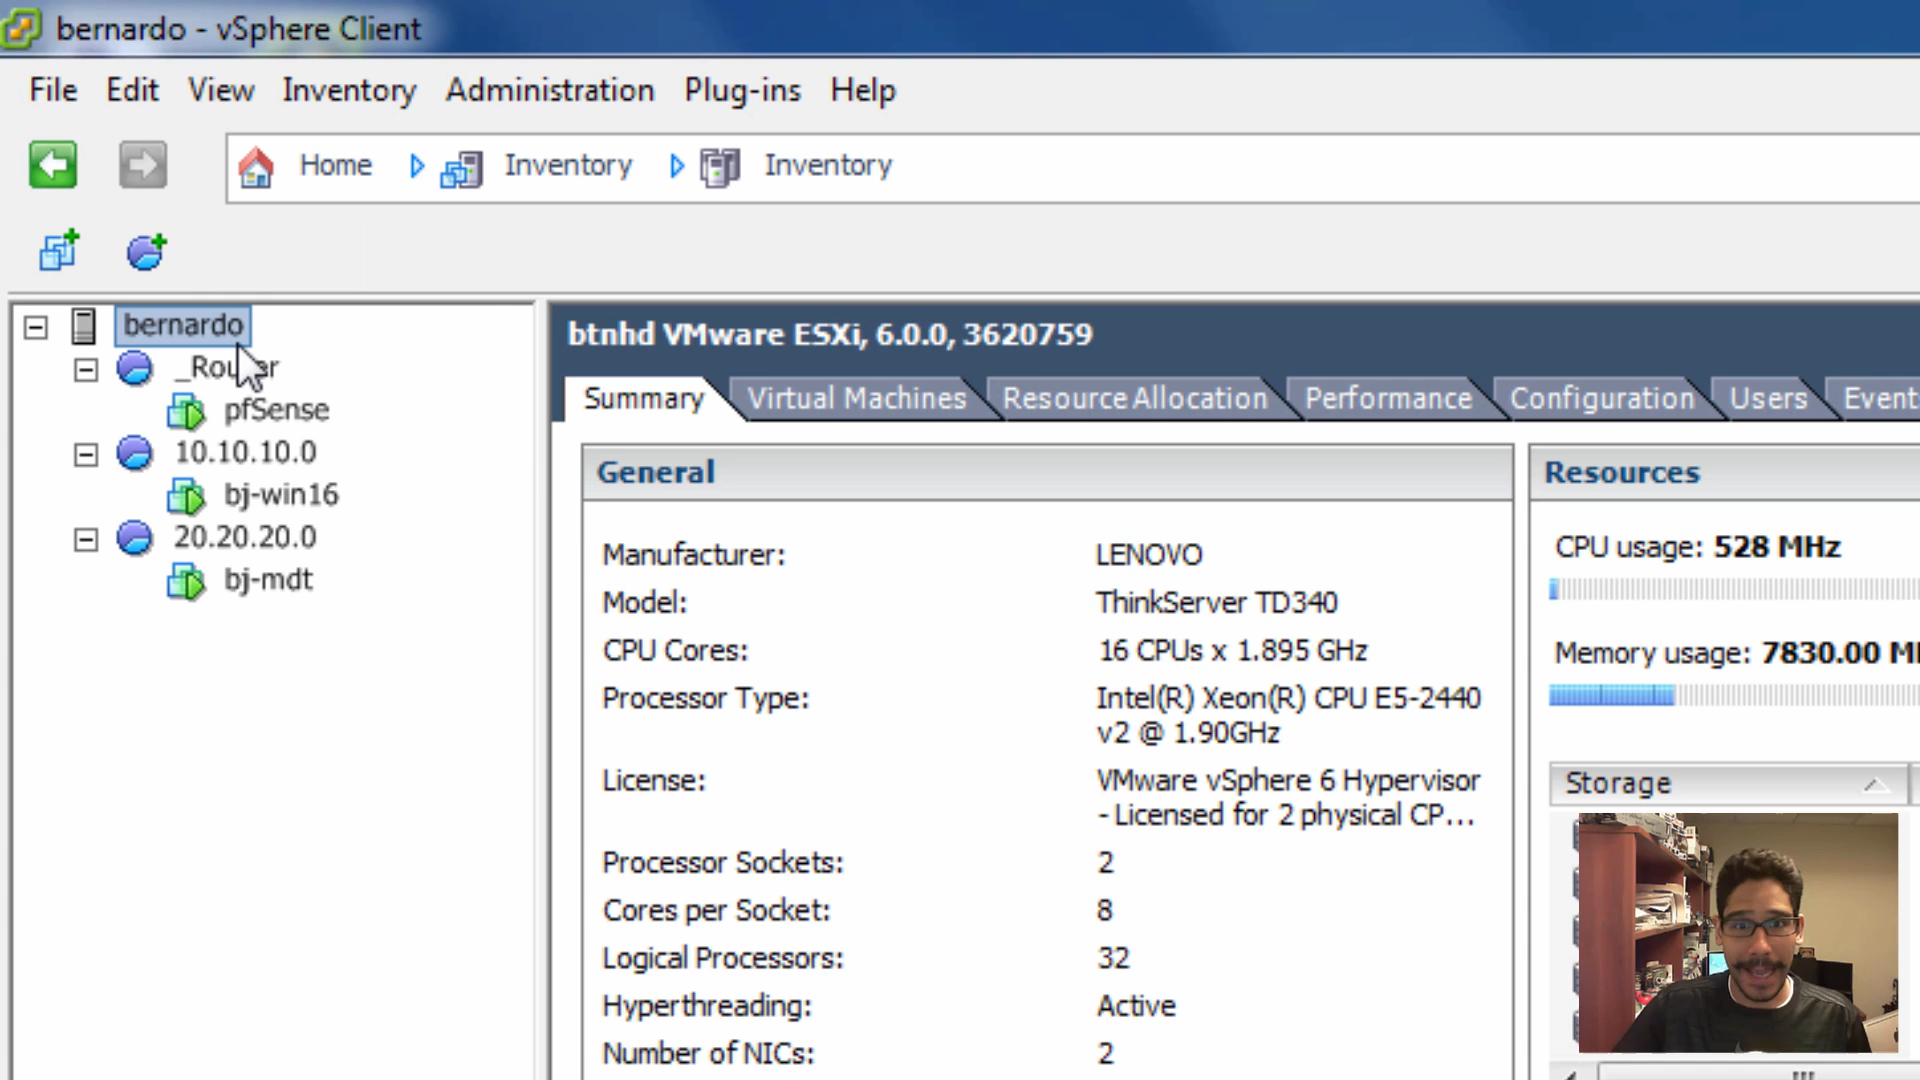 bernardo - vSphere Client
File Edit View Inventory Administration Plug-ins Help
Home Inventory Inventory
bernardo
pfSense
10.10.10.0
bj-win16
20.20.20.0
bj-mdt
btnhd VMware ESXi, 6.0.0, 3620759
Summary Virtual Machines Resource Allocation Performance Configuration Users Event
General
Manufacturer: LENOVO
Model: ThinkServer TD340
CPU Cores: 16 CPUs x 1.895 GHz
Processor Type: Intel(R) Xeon(R) CPU E5-2440
v2 @ 1.90GHz
License: VMware vSphere 6 Hypervisor
- Licensed for 2 physical CP...
Processor Sockets: 2
Cores per Socket: 8
Logical Processors: 32
Hyperthreading: Active
Number of NICs: 2
Resources
CPU usage: 528 MHz
Memory usage: 7830.00 M
Storage